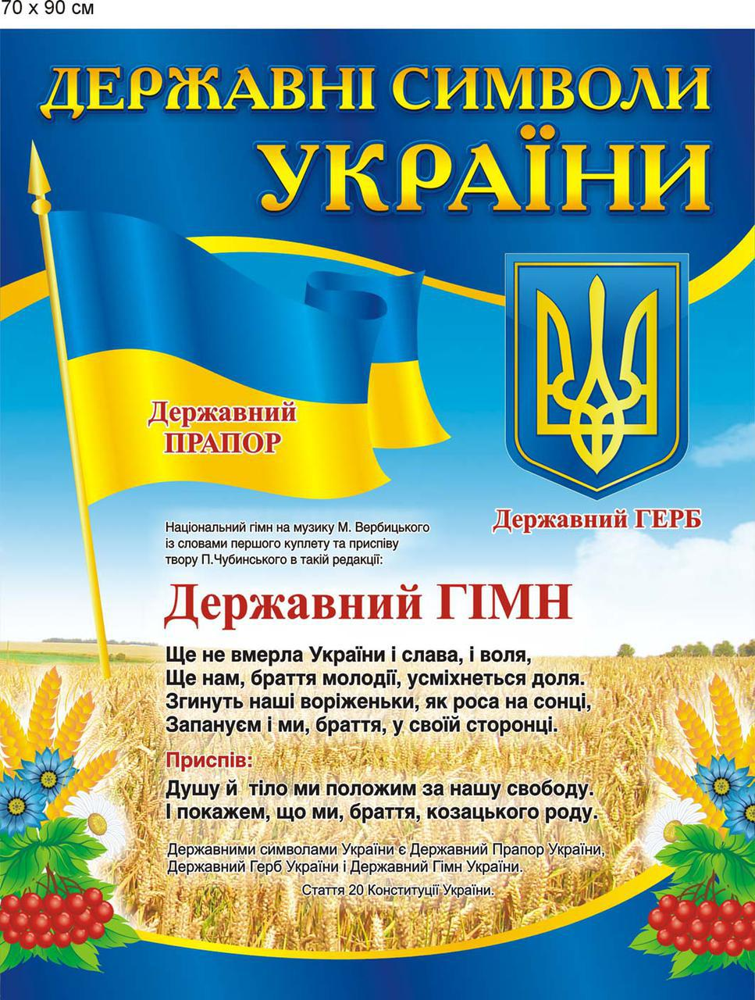 70 х 90 см
ДЕРЖАВНІ СИМВОЛИ
УКРАЇНИ
Державний
ПРАПОР
Державний ГЕРБ
Національний гімн на музику М. Вербицького
із словами першого куплету та приспіву
твору П.Чубинського в такій редакції:
Державний ГІМН
Ще не вмерла України і слава, і воля,
Ще нам, браття молодії, усміхнеться доля.
Згинуть наші воріженьки, як роса на сонці,
Запануєм і ми, браття, у своїй сторонці.
Приспів:
Душу й тіло ми положим за нашу свободу.
І покажем, що ми, браття, козацького роду.
Державними символами України є Державний Прапор України,
Державний Герб України і Державний Гімн України.
Стаття 20 Конституції України.